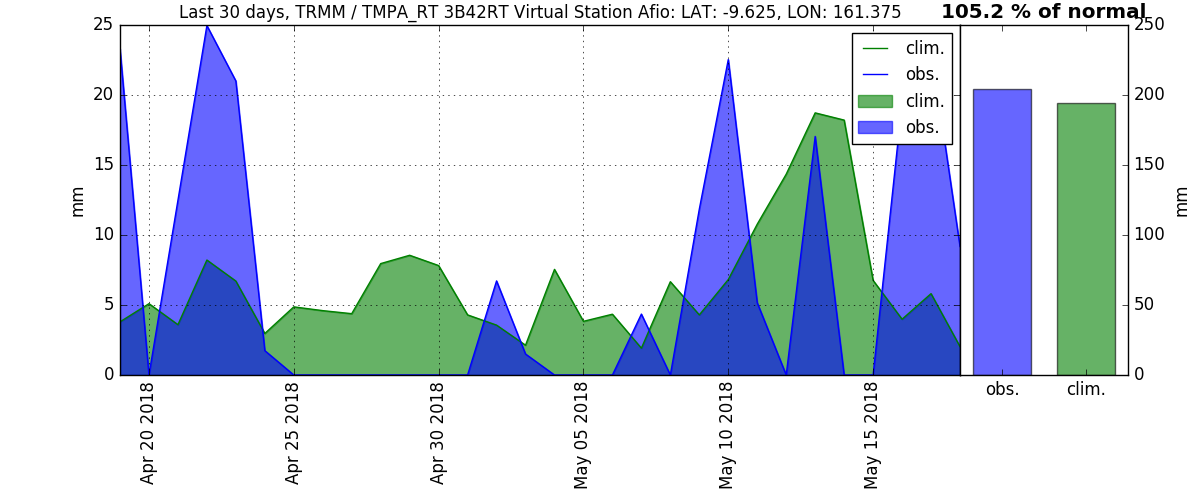 Last 30 days, TRMM / TMPA_RT 3B42RT Virtual Station Afio: LAT: -9.625, LON: 161.375
105.2 % of normal
clim.
obs.
clim.
obs.
25
20
15
10
5
0
mm
250
200
150
100
50
0
mm
Apr 20 2018
Apr 25 2018
Apr 30 2018
May 05 2018
May 10 2018
May 15 2018
obs.
clim.